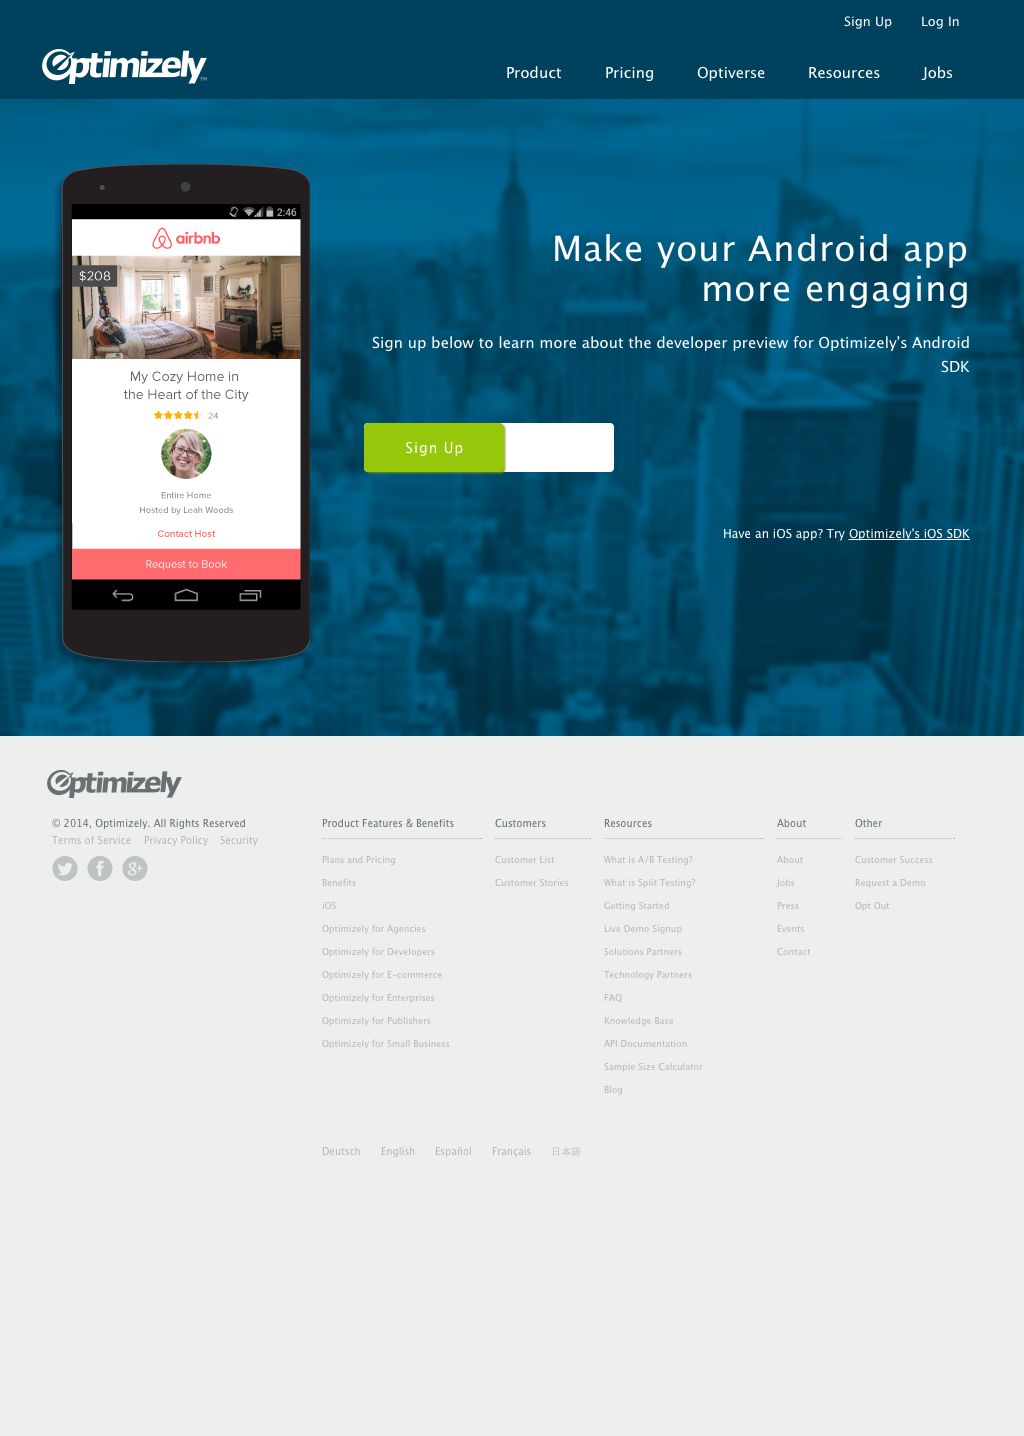 Sign Up Log In
Optimizely™
Product Pricing Optiverse Resources Jobs
2:46
airbnb
$208
My Cozy Home in
the Heart of the City
24
Entire Home
Hosted by Leah Woods
Contact Host
Request to Book
Make your Android app
more engaging
Sign up below to learn more about the developer preview for Optimizely's Android
SDK
Sign Up
Have an iOS app? Try Optimizely's iOS SDK
Optimizely
© 2014, Optimizely. All Rights Reserved
Terms of Service Privacy Policy Security
Product Features & Benefits
Plans and Pricing
Benefits
iOS
Optimizely for Agencies
Optimizely for Developers
Optimizely for E-commerce
Optimizely for Enterprises
Optimizely for Publishers
Optimizely for Small Business
Customers
Customer List
Customer Stories
Resources
What is A/B Testing?
What is Split Testing?
Getting Started
Live Demo Signup
Solutions Partners
Technology Partners
FAQ
Knowledge Base
API Documentation
Sample Size Calculator
Blog
About
About
Jobs
Press
Events
Contact
Other
Customer Success
Request a Demo
Opt Out
Deutsch English Español Français 日本語